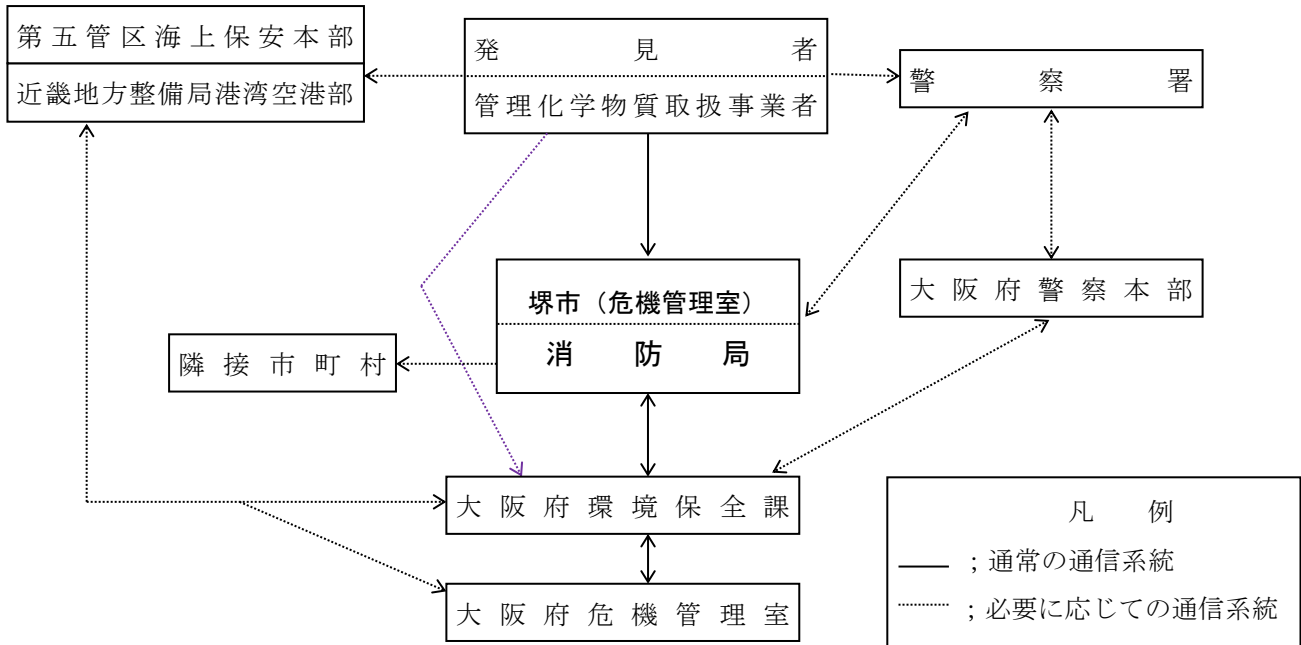 第五管区海上保安本部
近畿地方整備局港湾空港部
発見者
管理化学物質取扱事業者
警察署
堺市（危機管理室）
消防局
大阪府警察本部
隣接市町村
大阪府環境保全課
大阪府危機管理室
凡例
；通常の通信系統
；必要に応じての通信系統